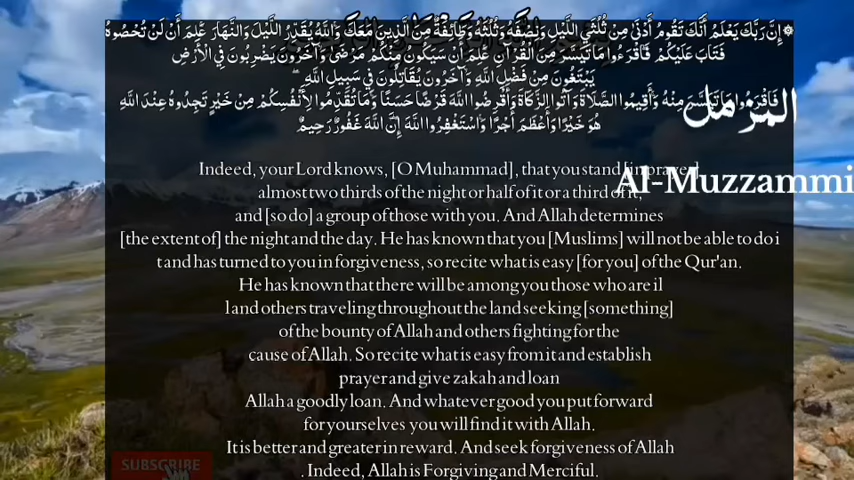 ۞ إِنَّ رَبَّكَ يَعْلَمُ أَنَّكَ تَقُومُ أَدْنَىٰ مِن ثُلُثَيِ اللَّيْلِ وَنِصْفَهُ وَثُلُثَهُ وَطَائِفَةٌ مِّنَ الَّذِينَ مَعَكَ ۚ وَاللَّهُ يُقَدِّرُ اللَّيْلَ وَالنَّهَارَ ۚ عَلِمَ أَن لَّن تُحْصُوهُ
فَتَابَ عَلَيْكُمْ ۖ فَاقْرَءُوا مَا تَيَسَّرَ مِنَ الْقُرْآنِ ۚ عَلِمَ أَن سَيَكُونُ مِنكُم مَّرْضَىٰ ۙ وَآخَرُونَ يَضْرِبُونَ فِي الْأَرْضِ
يَبْتَغُونَ مِن فَضْلِ اللَّهِ ۙ وَآخَرُونَ يُقَاتِلُونَ فِي سَبِيلِ اللَّهِ ۖ
فَاقْرَءُوا مَا تَيَسَّرَ مِنْهُ ۚ وَأَقِيمُوا الصَّلَاةَ وَآتُوا الزَّكَاةَ وَأَقْرِضُوا اللَّهَ قَرْضًا حَسَنًا ۚ وَمَا تُقَدِّمُوا لِأَنفُسِكُم مِّنْ خَيْرٍ تَجِدُوهُ عِندَ اللَّهِ
هُوَ خَيْرًا وَأَعْظَمَ أَجْرًا ۚ وَاسْتَغْفِرُوا اللَّهَ ۖ إِنَّ اللَّهَ غَفُورٌ رَّحِيمٌ
المزمل
Al-Muzzammi
Indeed, your Lord knows, [O Muhammad], that you stand [in prayer]
almost two thirds of the night or half of it or a third of it,
and [so do] a group of those with you. And Allah determines
[the extent of] the night and the day. He has known that you [Muslims] will not be able to do i
t and has turned to you in forgiveness, so recite what is easy [for you] of the Qur'an.
He has known that there will be among you those who are il
l and others traveling throughout the land seeking [something]
of the bounty of Allah and others fighting for the
cause of Allah. So recite what is easy from it and establish
prayer and give zakah and loan
Allah a goodly loan. And whatever good you put forward
for yourselves you will find it with Allah.
It is better and greater in reward. And seek forgiveness of Allah
. Indeed, Allah is Forgiving and Merciful.
SUBSCRIBE